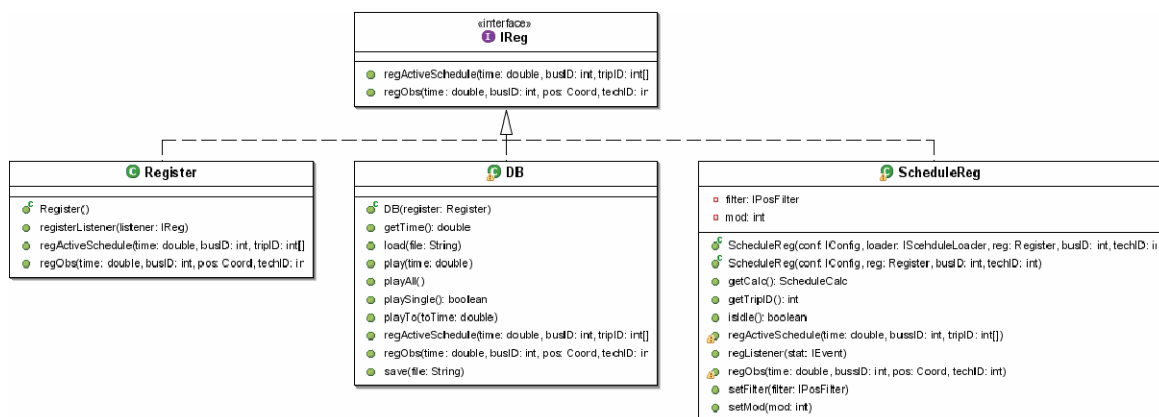 «interface»
I IReg
regActiveSchedule(time: double, busID: int, tripID: int[]
regObs(time: double, busID: int, pos: Coord, techID: in
C Register
Register()
registerListener(listener: IReg)
regActiveSchedule(time: double, busID: int, tripID: int[]
regObs(time: double, busID: int, pos: Coord, techID: in
C DB
DB(register: Register)
getTime(): double
load(file: String)
play(time: double)
playAll()
playSingle(): boolean
playTo(toTime: double)
regActiveSchedule(time: double, busID: int, tripID: int[]
regObs(time: double, busID: int, pos: Coord, techID: in
save(file: String)
C ScheduleReg
filter: IPosFilter
mod: int
ScheduleReg(conf: IConfig, loader: IScehduleLoader, reg: Register, busID: int, techID: in
ScheduleReg(conf: IConfig, reg: Register, busID: int, techID: int)
getCalc(): ScheduleCalc
getTripID(): int
isIdle(): boolean
regActiveSchedule(time: double, bussID: int, tripID: int[])
regListener(stat: IEvent)
regObs(time: double, bussID: int, pos: Coord, techID: int)
setFilter(filter: IPosFilter)
setMod(mod: int)